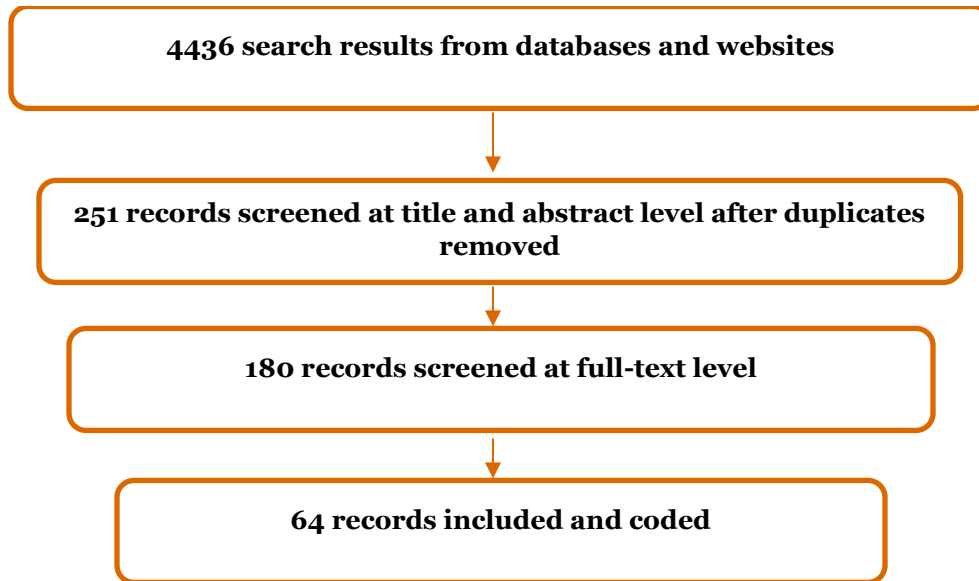 4436 search results from databases and websites
251 records screened at title and abstract level after duplicates
removed
180 records screened at full-text level
64 records included and coded